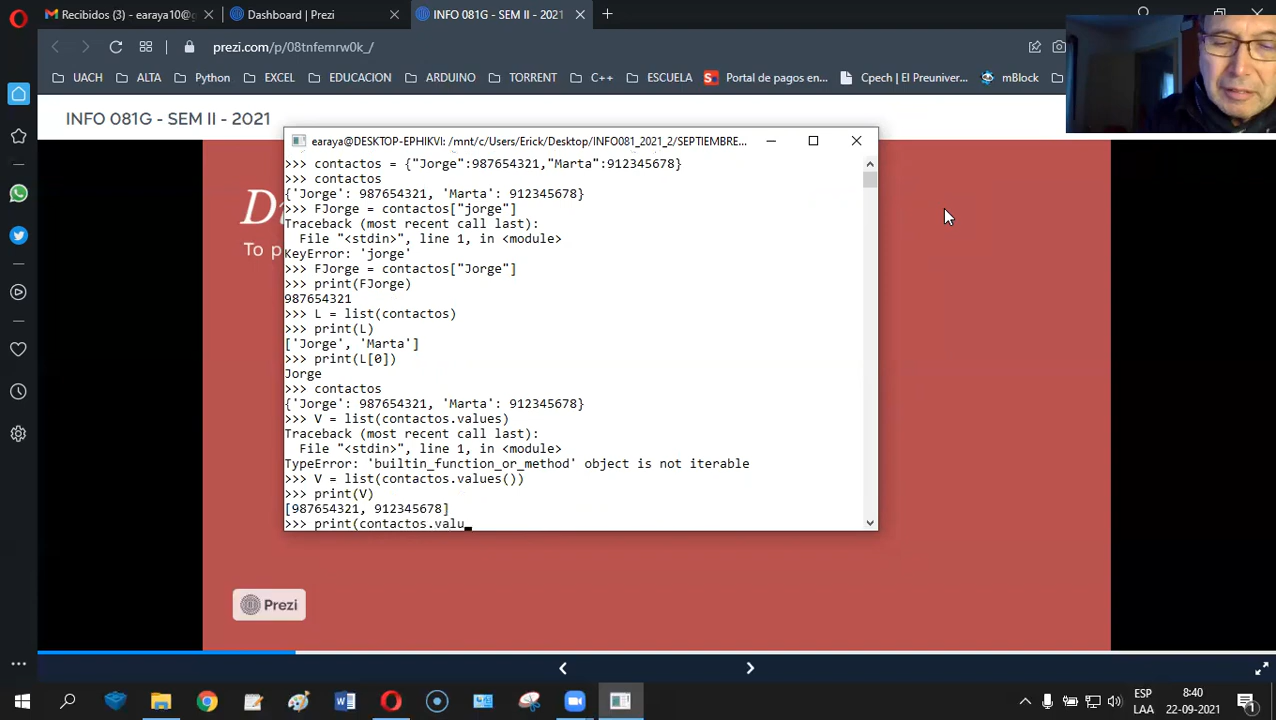 Recibidos (3) - earaya10@g
Dashboard | Prezi
INFO 081G - SEM II - 2021
prezi.com/p/08tnfemrw0k_/
UACH
ALTA
Python
EXCEL
EDUCACION
ARDUINO
TORRENT
C++
ESCUELA
Portal de pagos en...
Cpech | El Preuniver...
mBlock
INFO 081G - SEM II - 2021
To p
earaya@DESKTOP-EPHIKVI: /mnt/c/Users/Erick/Desktop/INFO081_2021_2/SEPTIEMBRE...
>>> contactos = {"Jorge":987654321,"Marta":912345678}
>>> contactos
{'Jorge': 987654321, 'Marta': 912345678}
>>> FJorge = contactos["jorge"]
Traceback (most recent call last):
  File "<stdin>", line 1, in <module>
KeyError: 'jorge'
>>> FJorge = contactos["Jorge"]
>>> print(FJorge)
987654321
>>> L = list(contactos)
>>> print(L)
['Jorge', 'Marta']
>>> print(L[0])
Jorge
>>> contactos
{'Jorge': 987654321, 'Marta': 912345678}
>>> V = list(contactos.values)
Traceback (most recent call last):
  File "<stdin>", line 1, in <module>
TypeError: 'builtin_function_or_method' object is not iterable
>>> V = list(contactos.values())
>>> print(V)
[987654321, 912345678]
>>> print(contactos.valu_
Prezi
ESP
8:40
LAA
22-09-2021
1